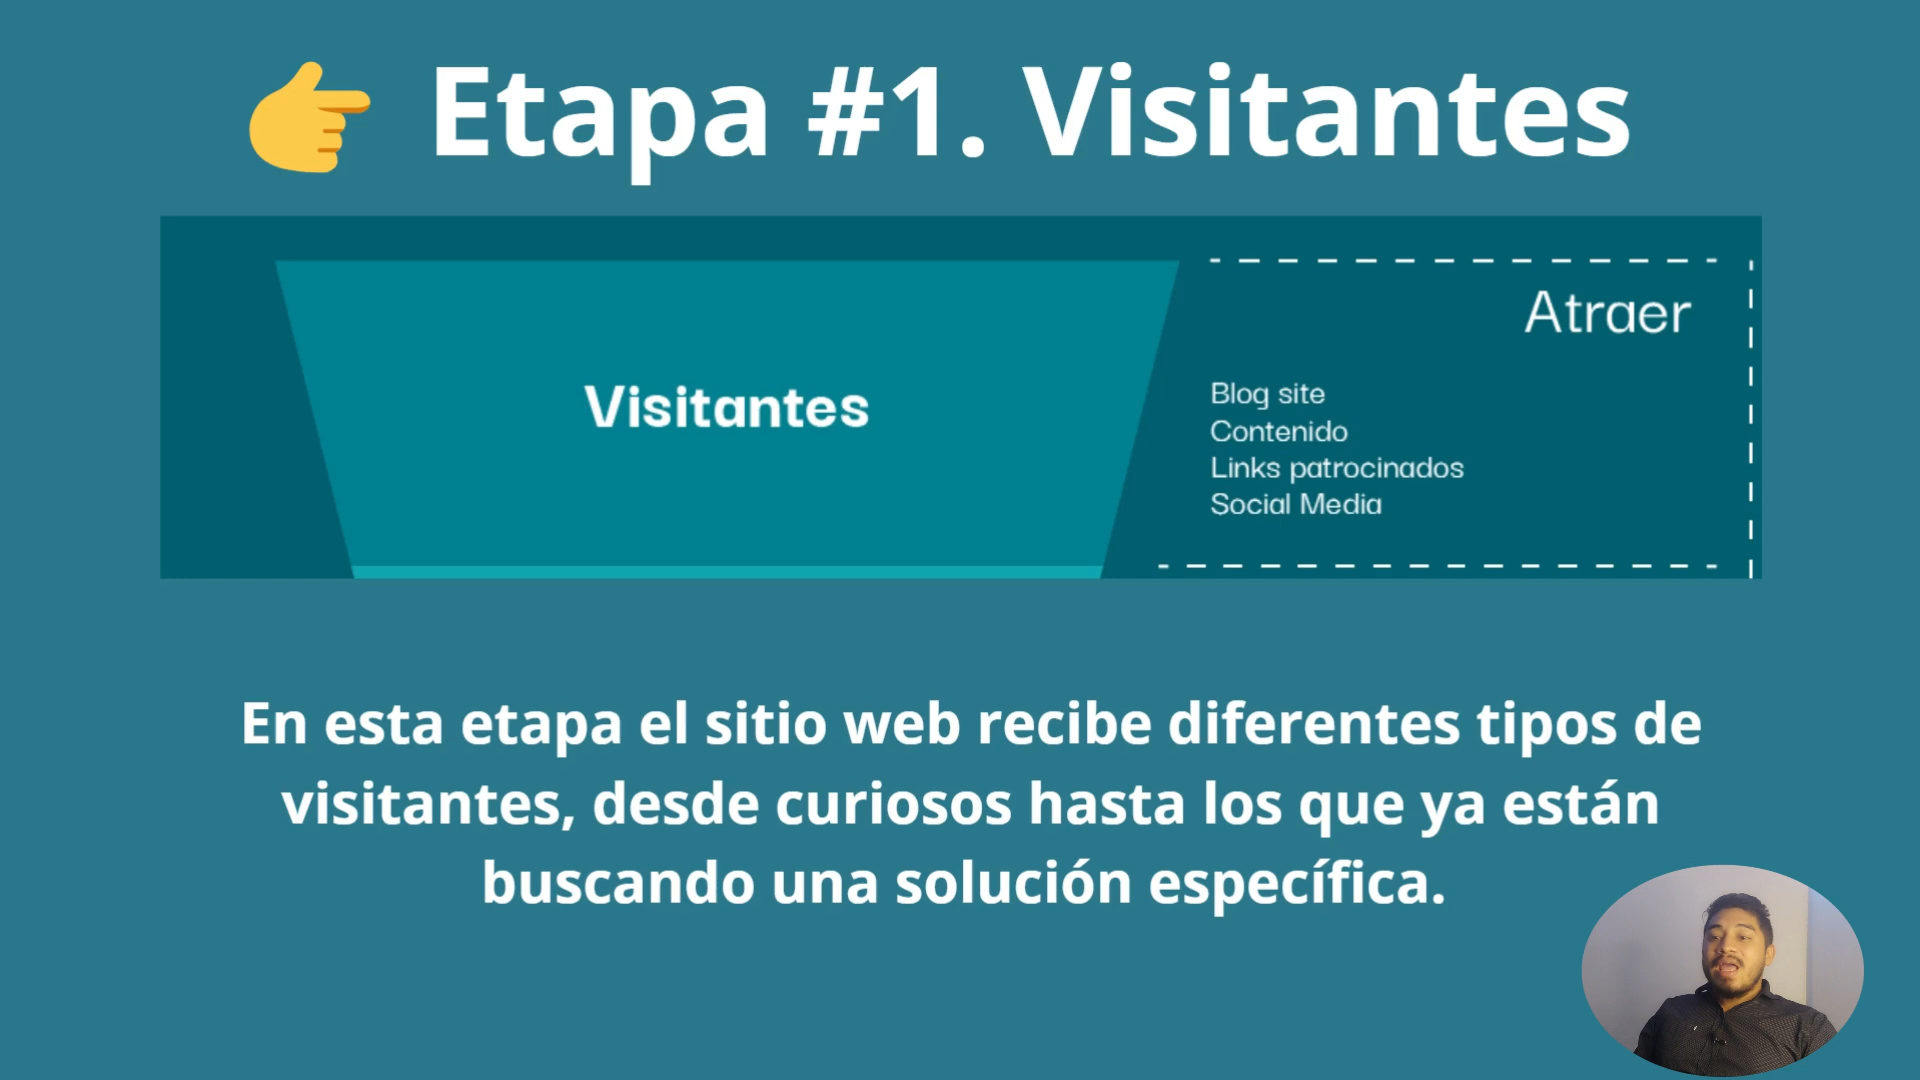 Etapa #1. Visitantes
Visitantes
Atraer
Blog site
Contenido
Links patrocinados
Social Media
En esta etapa el sitio web recibe diferentes tipos de
visitantes, desde curiosos hasta los que ya están
buscando una solución específica.